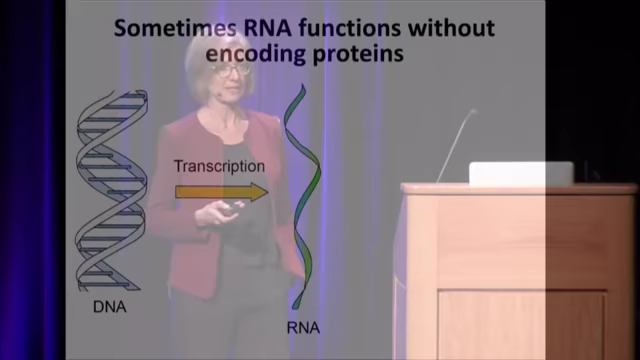 Sometimes RNA functions without
encoding proteins
Transcription
DNA
RNA